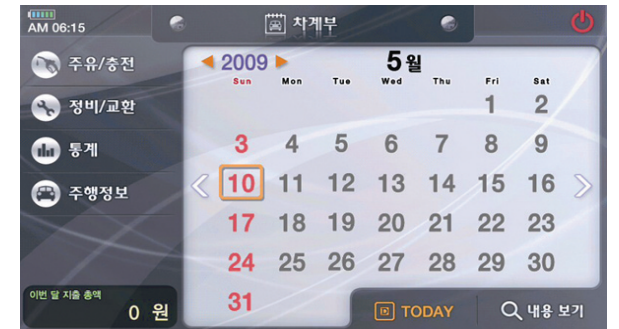 AM 06:15
차계부
주유/충전
정비/교환
통계
주행정보
이번 달 지출 총액
0 원
2009 5월
Sun Mon Tue Wed Thu Fri Sat
1 2
3 4 5 6 7 8 9
10 11 12 13 14 15 16
17 18 19 20 21 22 23
24 25 26 27 28 29 30
31
TODAY 내용 보기